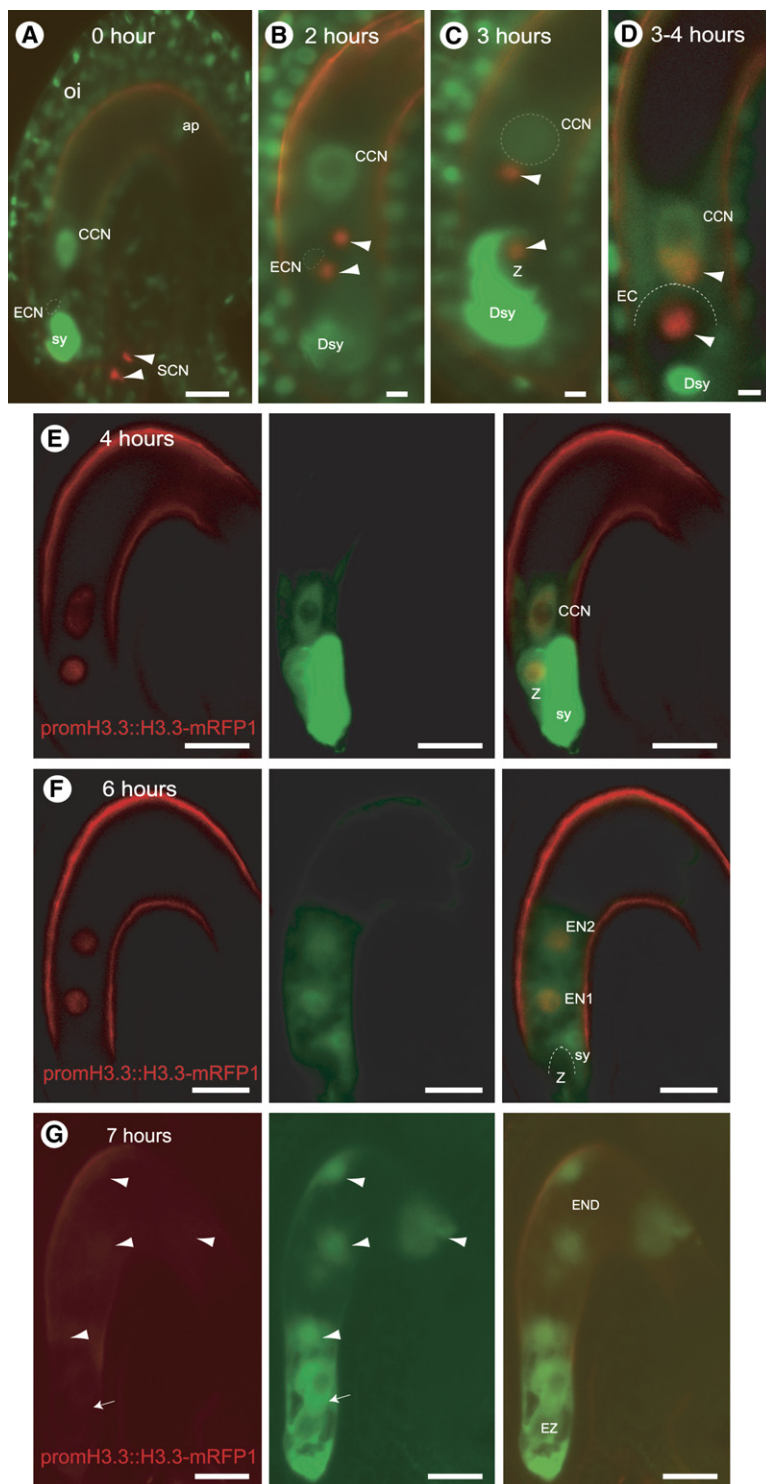 A 0 hour
oi
ap
CCN
ECN
sy
SCN
B 2 hours
CCN
ECN
Dsy
C 3 hours
CCN
Z
Dsy
D 3-4 hours
CCN
EC
Dsy
E 4 hours
promH3.3::H3.3-mRFP1
CCN
Z
sy
F 6 hours
promH3.3::H3.3-mRFP1
EN2
EN1
sy
Z
G 7 hours
promH3.3::H3.3-mRFP1
END
EZ